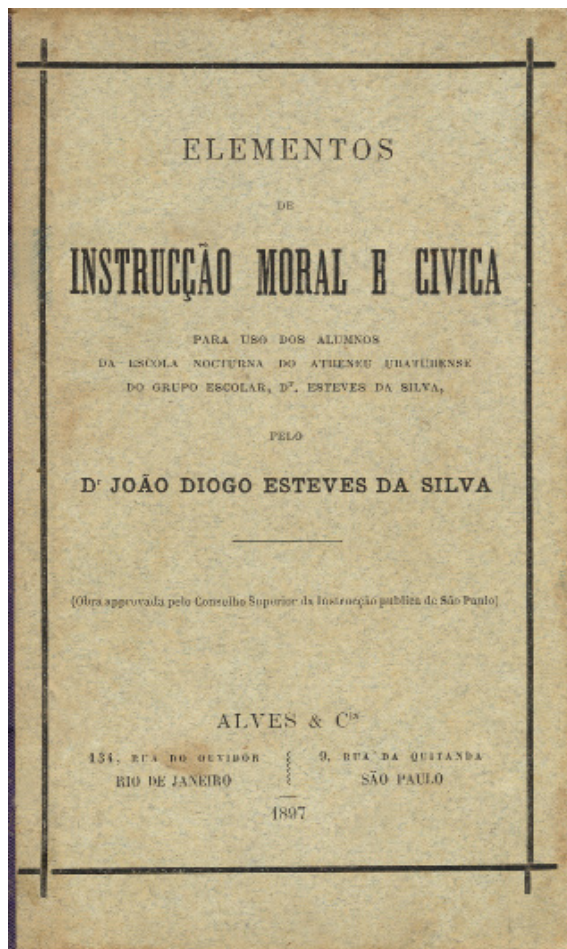 ELEMENTOS
DE
INSTRUCÇÃO MORAL E CIVICA
PARA USO DOS ALUMNOS
DA ESCOLA NOCTURNA DO ATHENEU UBATUBENSE
DO GRUPO ESCOLAR, Dr. ESTEVES DA SILVA,
PELO
Dr JOÃO DIOGO ESTEVES DA SILVA
(Obra approvada pelo Conselho Superior da Instrucção publica de São Paulo)
ALVES & Cia
134, RUA DO OUVIDOR
RIO DE JANEIRO
9, RUA DA QUITANDA
SÃO PAULO
1897